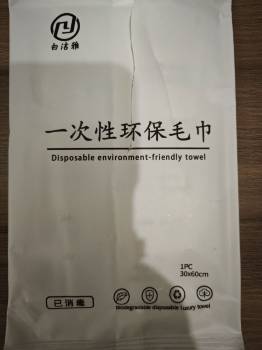 白洁雅
一次性环保毛巾
Disposable environment-friendly towel
1PC
30x60cm
已消毒
Biodegradable disposable luxury towel